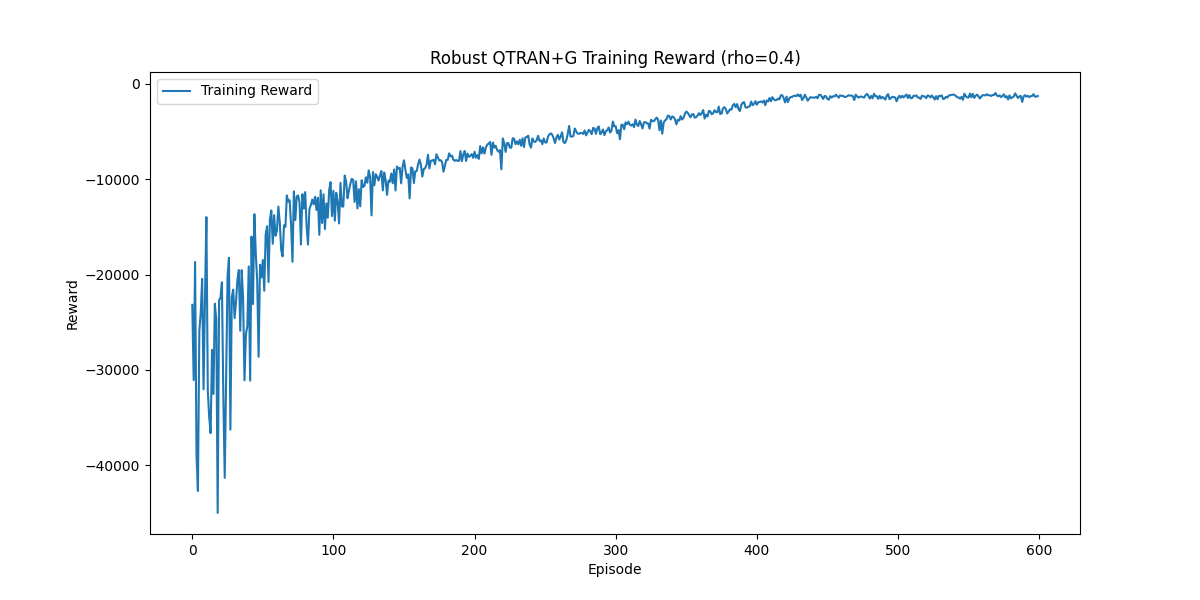 Robust QTRAN+G Training Reward (rho=0.4)
Training Reward
0
−10000
−20000
−30000
−40000
Reward
0 100 200 300 400 500 600
Episode